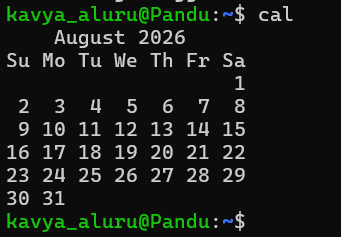 kavya_aluru@Pandu:~$ cal
    August 2026
Su Mo Tu We Th Fr Sa
                   1
 2  3  4  5  6  7  8
 9 10 11 12 13 14 15
16 17 18 19 20 21 22
23 24 25 26 27 28 29
30 31
kavya_aluru@Pandu:~$